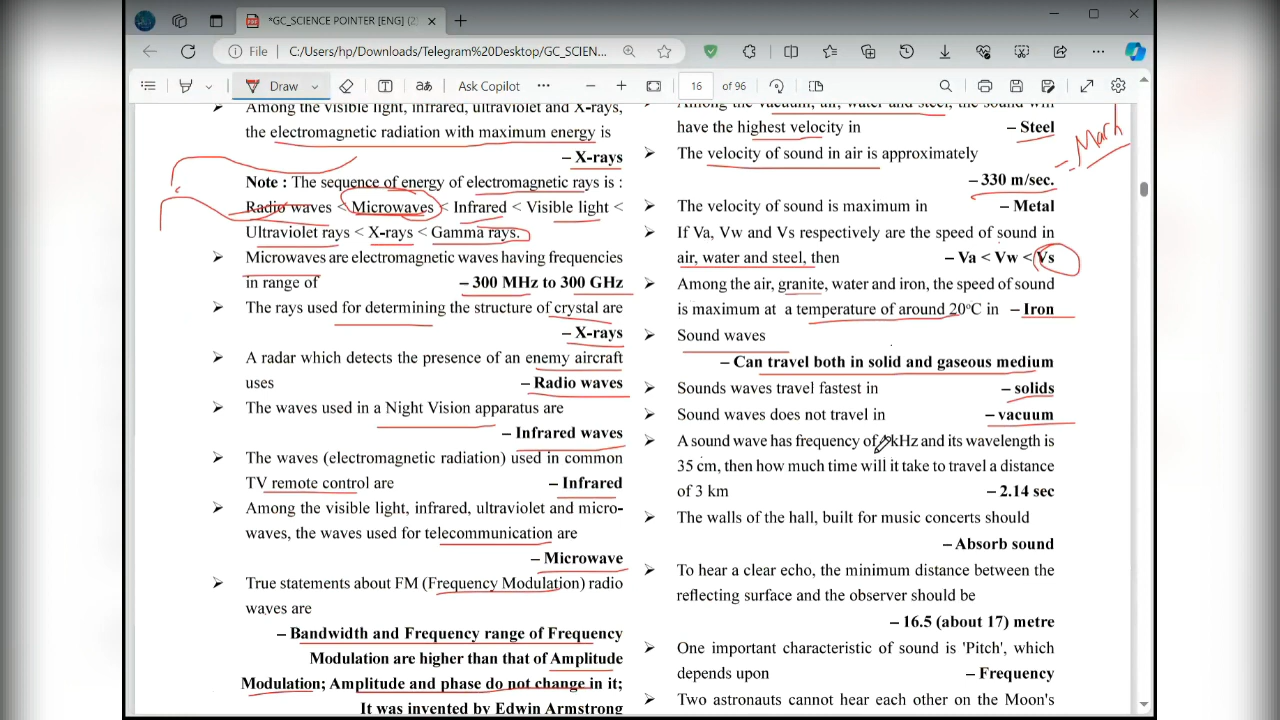 *GC_SCIENCE POINTER [ENG] (2)
File
C:/Users/hp/Downloads/Telegram%20Desktop/GC_SCIEN...
Draw
Ask Copilot
16 of 96
➢ Among the visible light, infrared, ultraviolet and X-rays,
the electromagnetic radiation with maximum energy is
– X-rays
Note : The sequence of energy of electromagnetic rays is :
Radio waves < Microwaves < Infrared < Visible light <
Ultraviolet rays < X-rays < Gamma rays.
➢ Microwaves are electromagnetic waves having frequencies
in range of – 300 MHz to 300 GHz
➢ The rays used for determining the structure of crystal are
– X-rays
➢ A radar which detects the presence of an enemy aircraft
uses – Radio waves
➢ The waves used in a Night Vision apparatus are
– Infrared waves
➢ The waves (electromagnetic radiation) used in common
TV remote control are – Infrared
➢ Among the visible light, infrared, ultraviolet and micro-
waves, the waves used for telecommunication are
– Microwave
➢ True statements about FM (Frequency Modulation) radio
waves are
– Bandwidth and Frequency range of Frequency
Modulation are higher than that of Amplitude
Modulation; Amplitude and phase do not change in it;
It was invented by Edwin Armstrong
Among the vacuum, air, water and steel, the sound will
have the highest velocity in – Steel
➢ The velocity of sound in air is approximately
– 330 m/sec.
➢ The velocity of sound is maximum in – Metal
➢ If Va, Vw and Vs respectively are the speed of sound in
air, water and steel, then – Va < Vw < Vs
➢ Among the air, granite, water and iron, the speed of sound
is maximum at a temperature of around 20°C in – Iron
➢ Sound waves
– Can travel both in solid and gaseous medium
➢ Sounds waves travel fastest in – solids
➢ Sound waves does not travel in – vacuum
➢ A sound wave has frequency of kHz and its wavelength is
35 cm, then how much time will it take to travel a distance
of 3 km – 2.14 sec
➢ The walls of the hall, built for music concerts should
– Absorb sound
➢ To hear a clear echo, the minimum distance between the
reflecting surface and the observer should be
– 16.5 (about 17) metre
➢ One important characteristic of sound is 'Pitch', which
depends upon – Frequency
➢ Two astronauts cannot hear each other on the Moon's